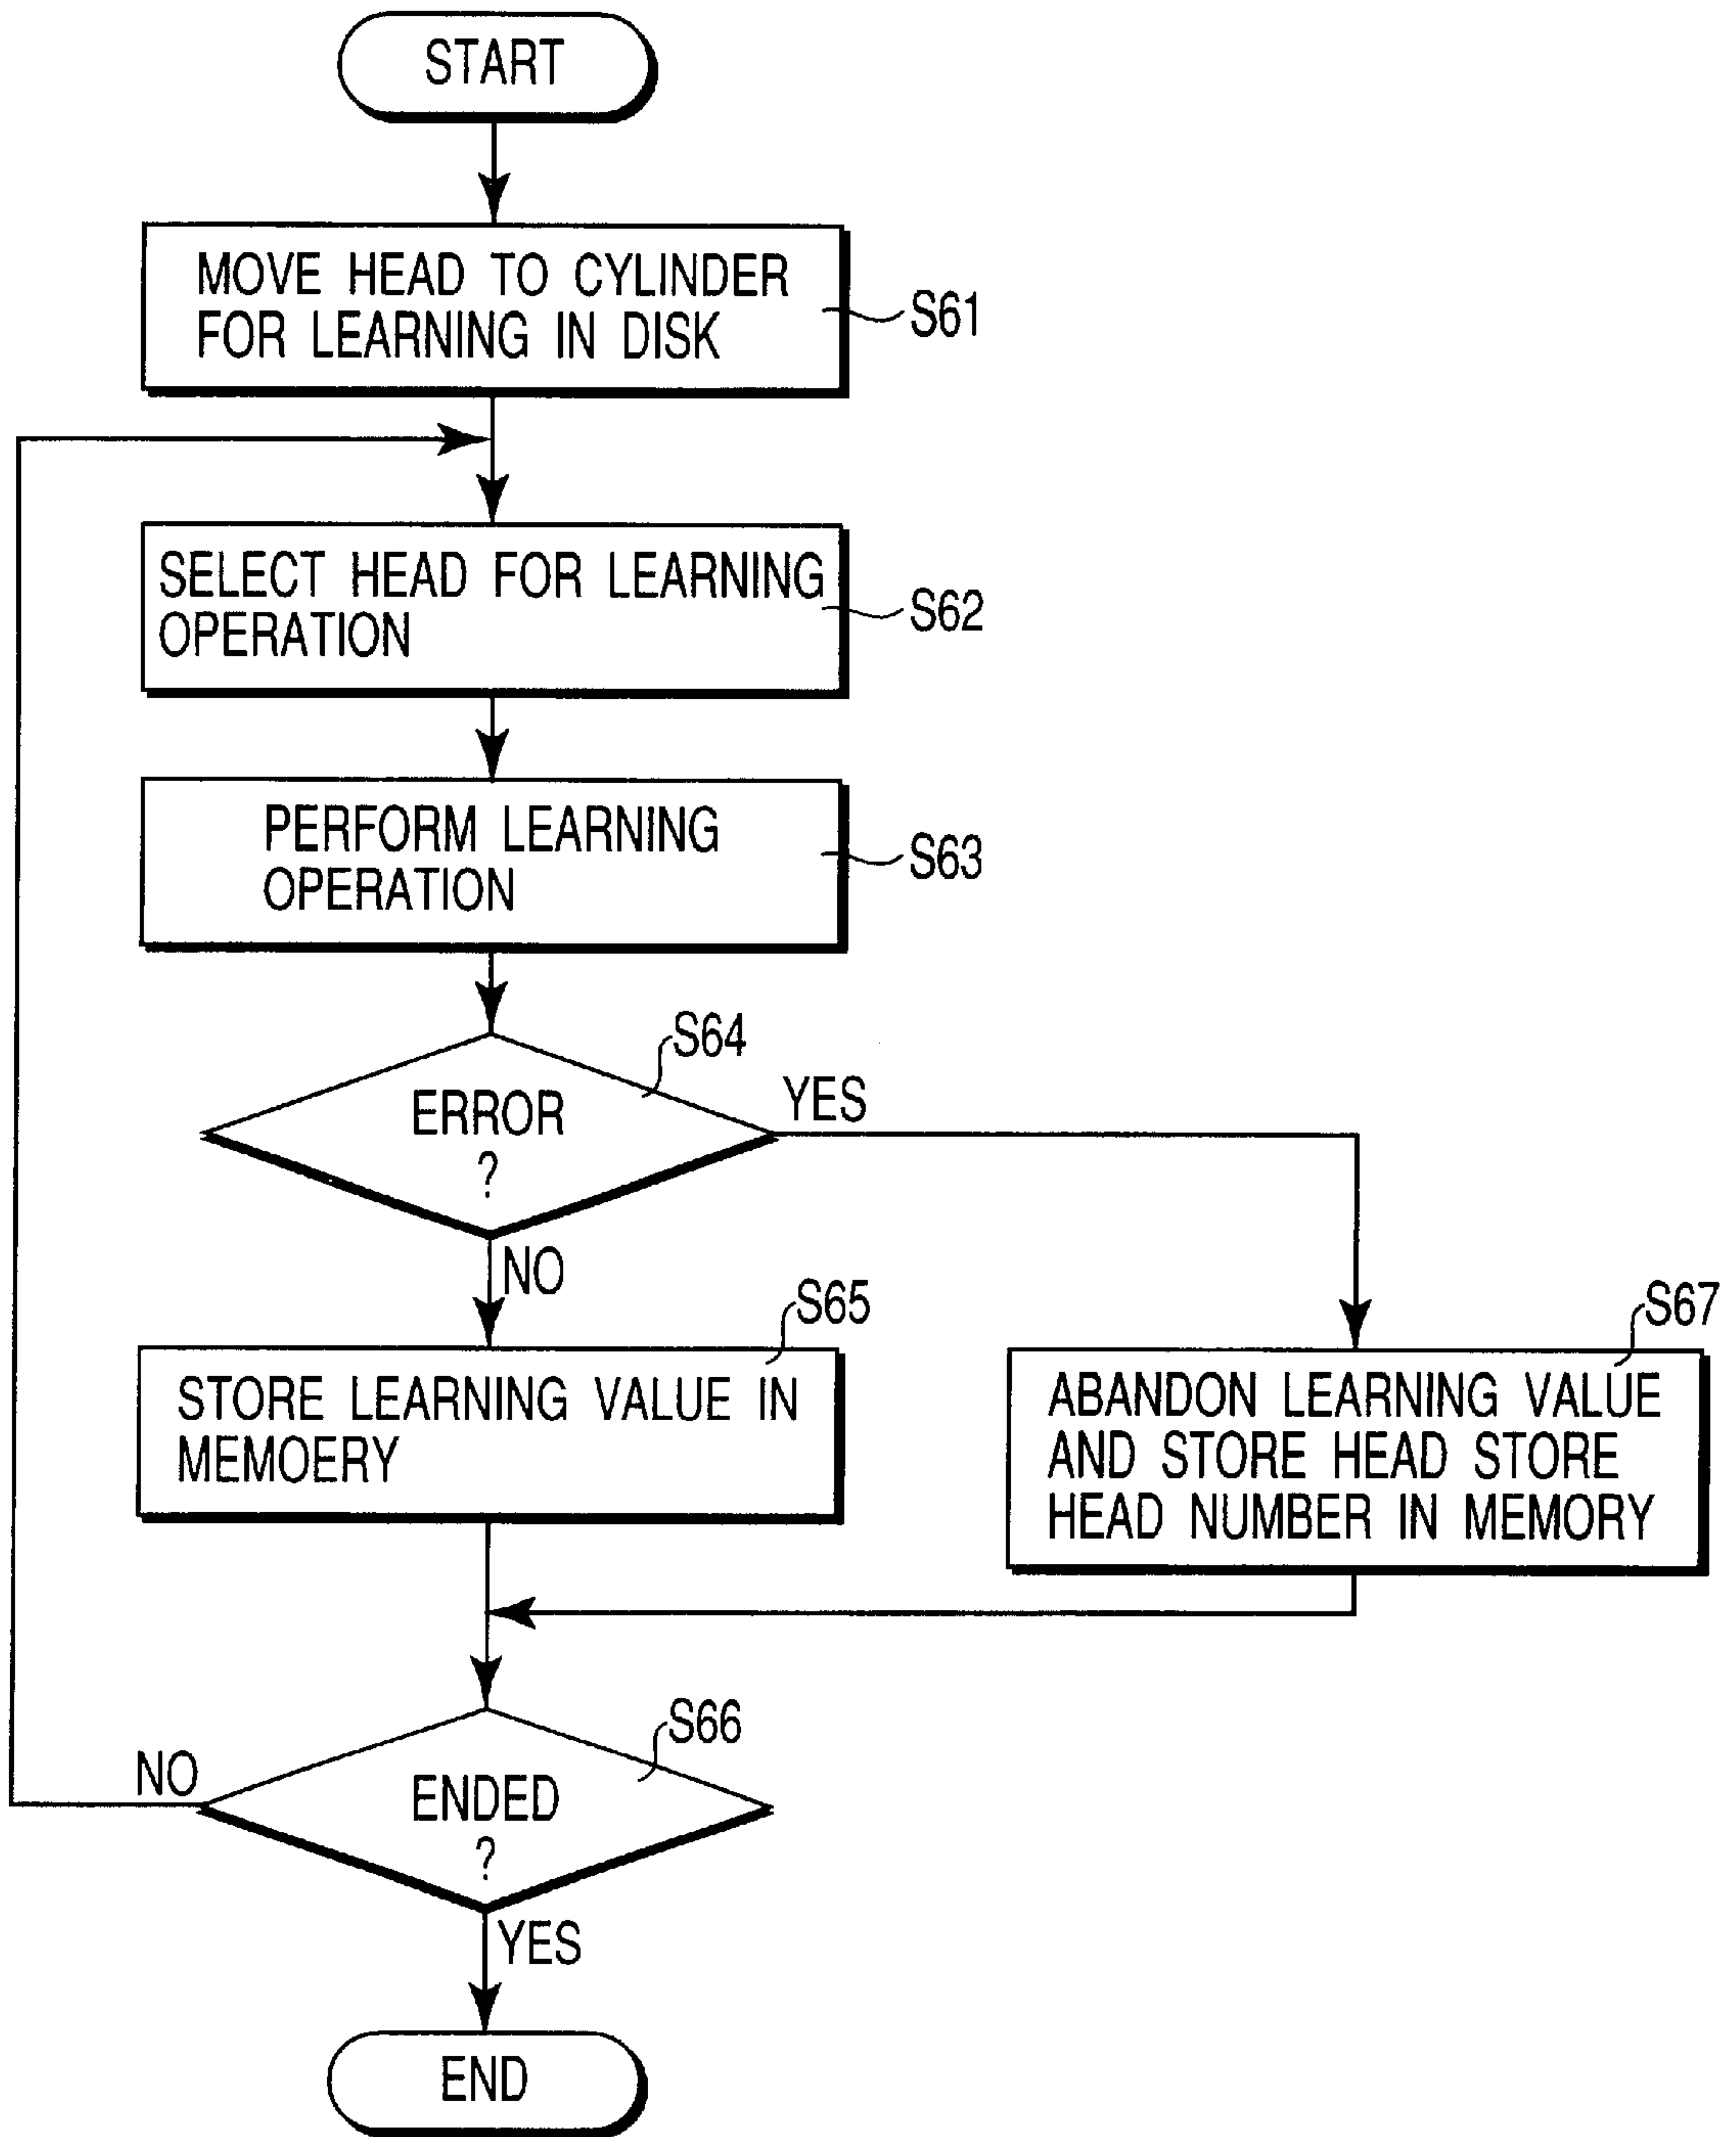 START
MOVE HEAD TO CYLINDER
FOR LEARNING IN DISK
S61
SELECT HEAD FOR LEARNING
OPERATION
S62
PERFORM LEARNING
OPERATION
S63
S64
ERROR
?
YES
NO
S65
STORE LEARNING VALUE IN
MEMOERY
S67
ABANDON LEARNING VALUE
AND STORE HEAD STORE
HEAD NUMBER IN MEMORY
S66
ENDED
?
NO
YES
END